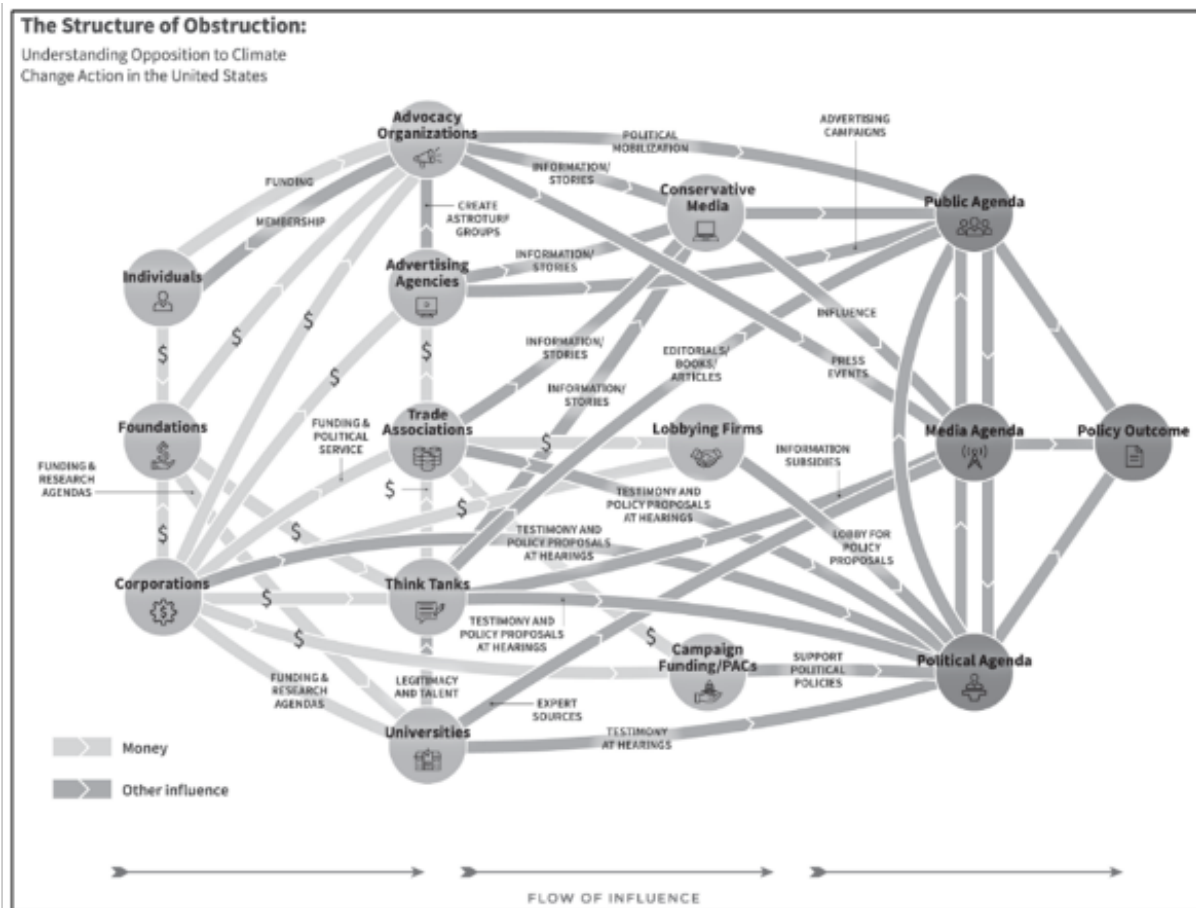 The Structure of Obstruction:
Understanding Opposition to Climate
Change Action in the United States
Advocacy
Organizations
ADVERTISING
CAMPAIGNS
POLITICAL
MOBILIZATION
FUNDING
INFORMATION/
STORIES
Conservative
Media
Public Agenda
MEMBERSHIP
CREATE
ASTROTURF
GROUPS
Individuals
Advertising
Agencies
INFORMATION/
STORIES
$
$
$
$
$
INFLUENCE
INFORMATION/
STORIES
EDITORIALS/
BOOKS/
ARTICLES
PRESS
EVENTS
INFORMATION/
STORIES
Foundations
FUNDING &
POLITICAL
SERVICE
Trade
Associations
$
Lobbying Firms
Media Agenda
Policy Outcome
FUNDING &
RESEARCH
AGENDAS
INFORMATION
SUBSIDIES
$
$
TESTIMONY AND
POLICY PROPOSALS
AT HEARINGS
$
$
TESTIMONY AND
POLICY PROPOSALS
AT HEARINGS
LOBBY FOR
POLICY
PROPOSALS
Corporations
Think Tanks
$
TESTIMONY AND
POLICY PROPOSALS
AT HEARINGS
$
$
Campaign
Funding/PACs
SUPPORT
POLITICAL
POLICIES
Political Agenda
FUNDING &
RESEARCH
AGENDAS
LEGITIMACY
AND TALENT
EXPERT
SOURCES
Universities
TESTIMONY
AT HEARINGS
Money
Other influence
FLOW OF INFLUENCE